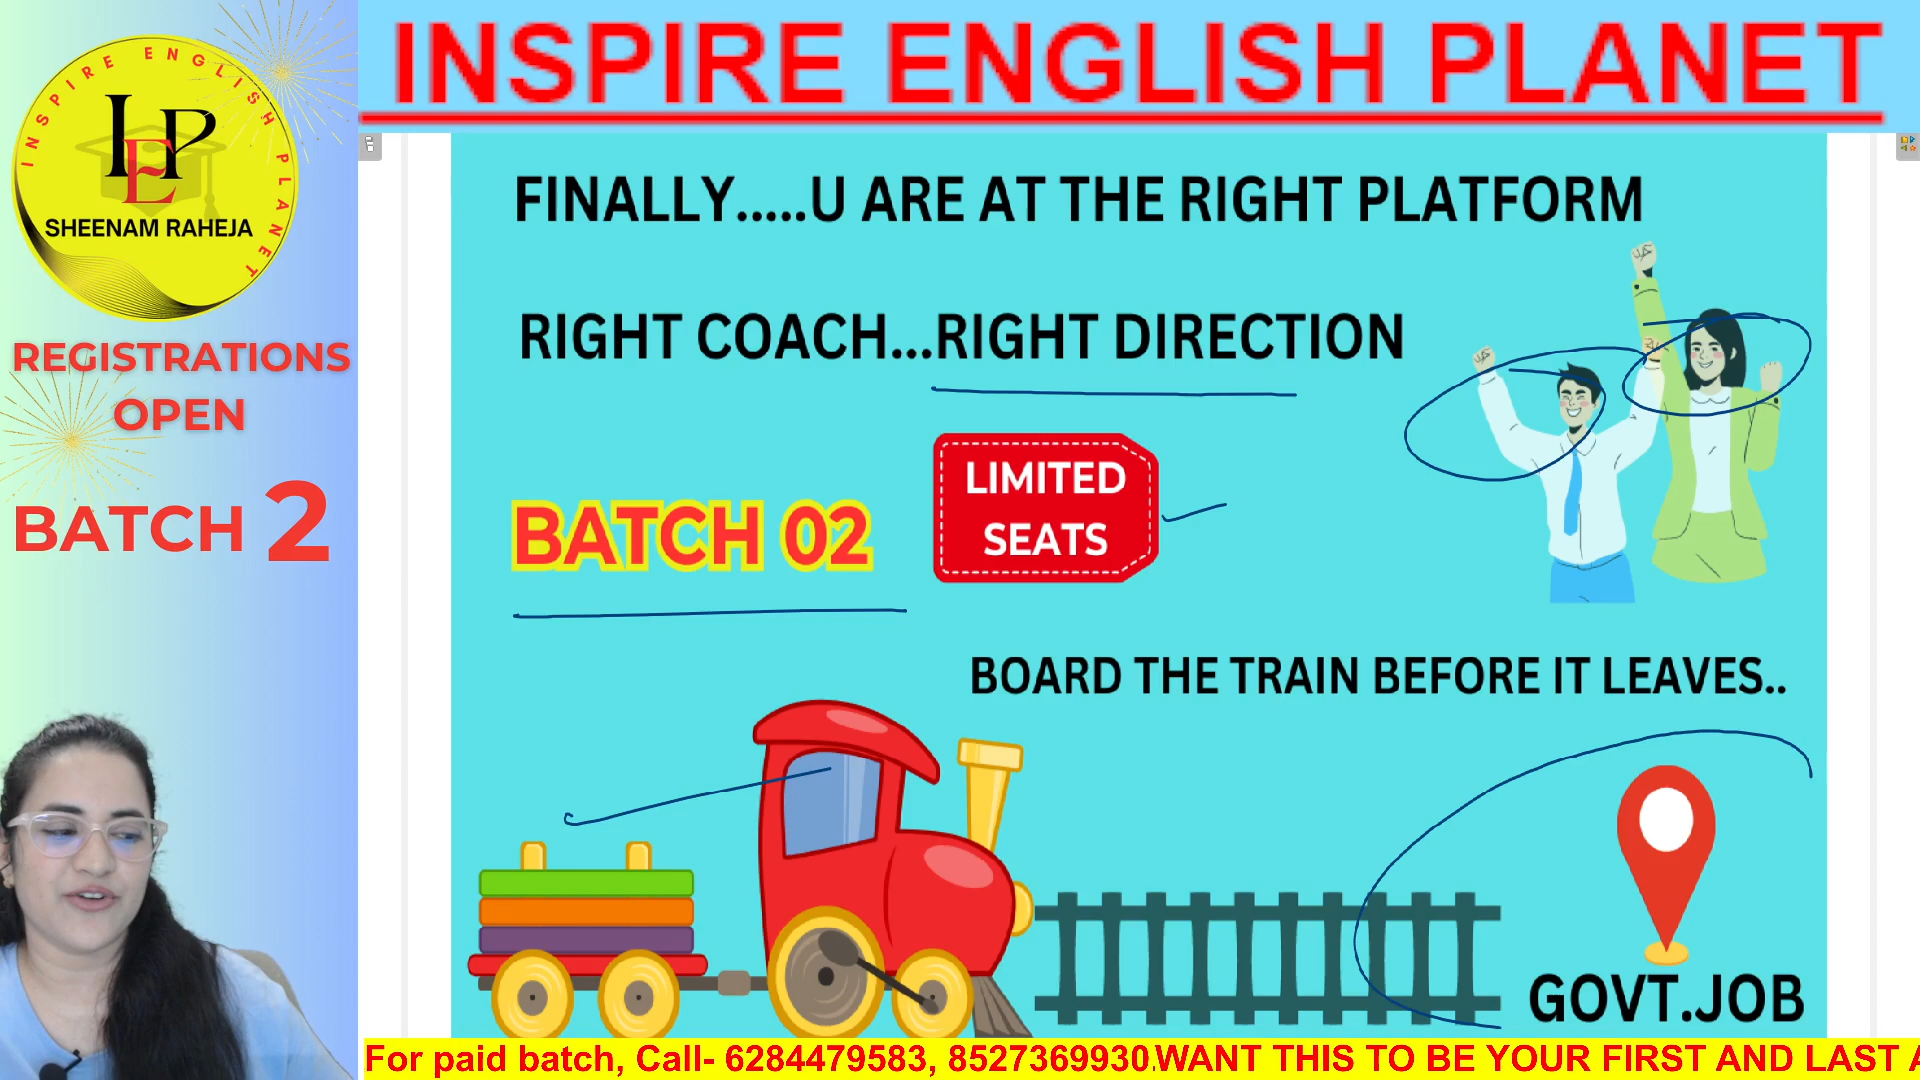 INSPIRE ENGLISH PLANET
INSPIRE ENGLISH PLANET
IEP
SHEENAM RAHEJA
REGISTRATIONS
OPEN
BATCH 2
FINALLY.....U ARE AT THE RIGHT PLATFORM
RIGHT COACH...RIGHT DIRECTION
BATCH 02
LIMITED
SEATS
BOARD THE TRAIN BEFORE IT LEAVES..
GOVT.JOB
For paid batch, Call- 6284479583, 8527369930.WANT THIS TO BE YOUR FIRST AND LAST A